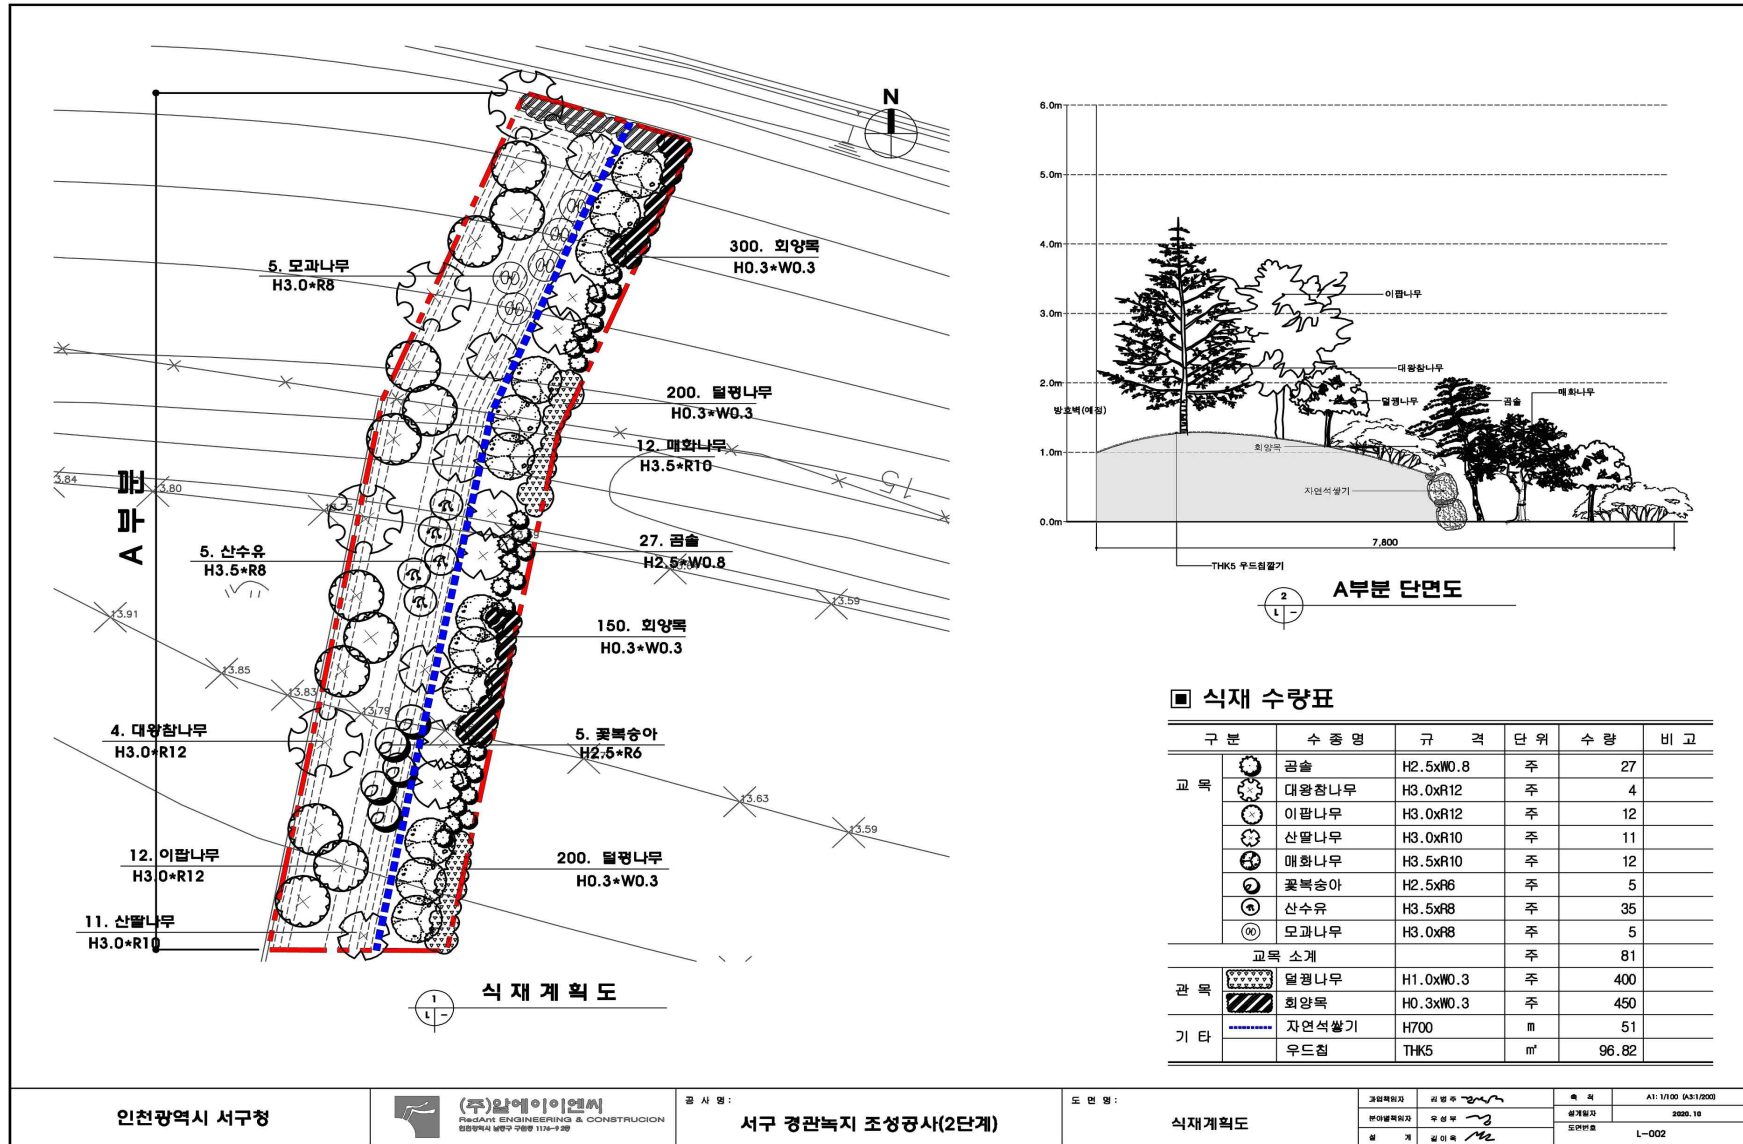 N
5. 모과나무
H3.0*R8
300. 회양목
H0.3*W0.3
200. 덜꿩나무
H0.3*W0.3
12. 매화나무
H3.5*R10
A부분
15
3.84
13.80
5. 산수유
H3.5*R8
27. 곰솔
H2.5*W0.8
13.91
13.59
13.85
13.83
13.79
150. 회양목
H0.3*W0.3
4. 대왕참나무
H3.0*R12
5. 꽃복숭아
H2.5*R6
13.63
13.59
12. 이팝나무
H3.0*R12
200. 덜꿩나무
H0.3*W0.3
11. 산딸나무
H3.0*R10
1
L -
식재계획도
6.0m
5.0m
4.0m
3.0m
2.0m
1.0m
0.0m
방호벽(예정)
이팝나무
대왕참나무
덜꿩나무
곰솔
매화나무
회양목
자연석쌓기
7,800
THK5 우드칩깔기
2
L -
A부분 단면도
■ 식재 수량표
구 분 수 종 명 규 격 단 위 수 량 비 고
교 목 곰솔 H2.5xW0.8 주 27
대왕참나무 H3.0xR12 주 4
이팝나무 H3.0xR12 주 12
산딸나무 H3.0xR10 주 11
매화나무 H3.5xR10 주 12
꽃복숭아 H2.5xR6 주 5
산수유 H3.5xR8 주 35
모과나무 H3.0xR8 주 5
교목 소계 주 81
관 목 덜꿩나무 H1.0xW0.3 주 400
회양목 H0.3xW0.3 주 450
기 타 자연석쌓기 H700 m 51
우드칩 THK5 ㎡ 96.82
인천광역시 서구청
(주)알에이이엔씨
RedAnt ENGINEERING & CONSTRUCION
공 사 명 :
서구 경관녹지 조성공사(2단계)
도 면 명 :
식재계획도
과업책임자
분야별책임자
설 계
축 척 A1: 1/100 (A3:1/200)
설계일자 2020. 10
도면번호 L-002